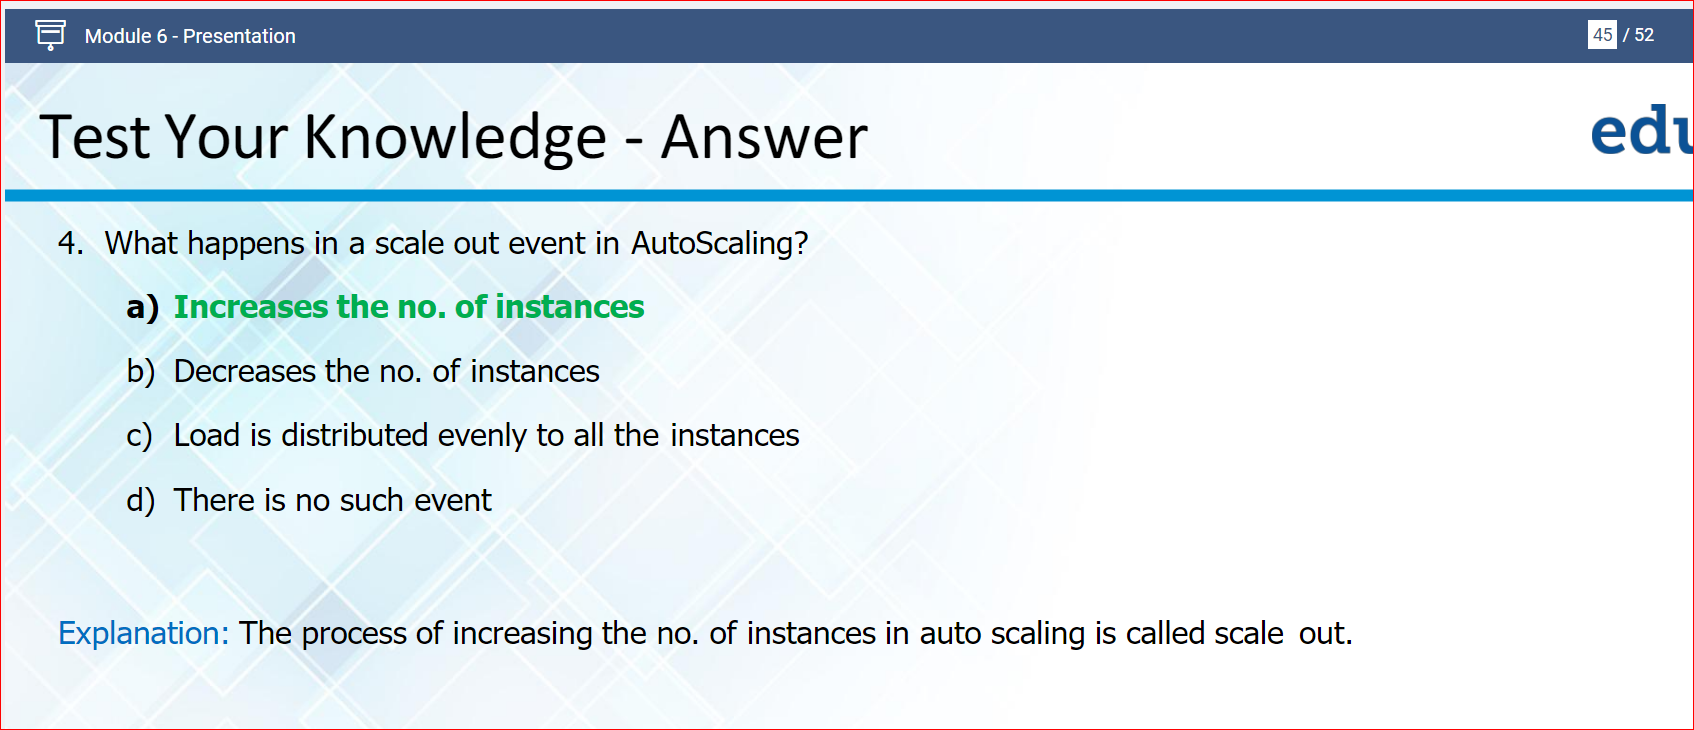 Module 6 - Presentation
45 / 52
Test Your Knowledge - Answer
edu
4. What happens in a scale out event in AutoScaling?
a) Increases the no. of instances
b) Decreases the no. of instances
c) Load is distributed evenly to all the instances
d) There is no such event
Explanation: The process of increasing the no. of instances in auto scaling is called scale out.